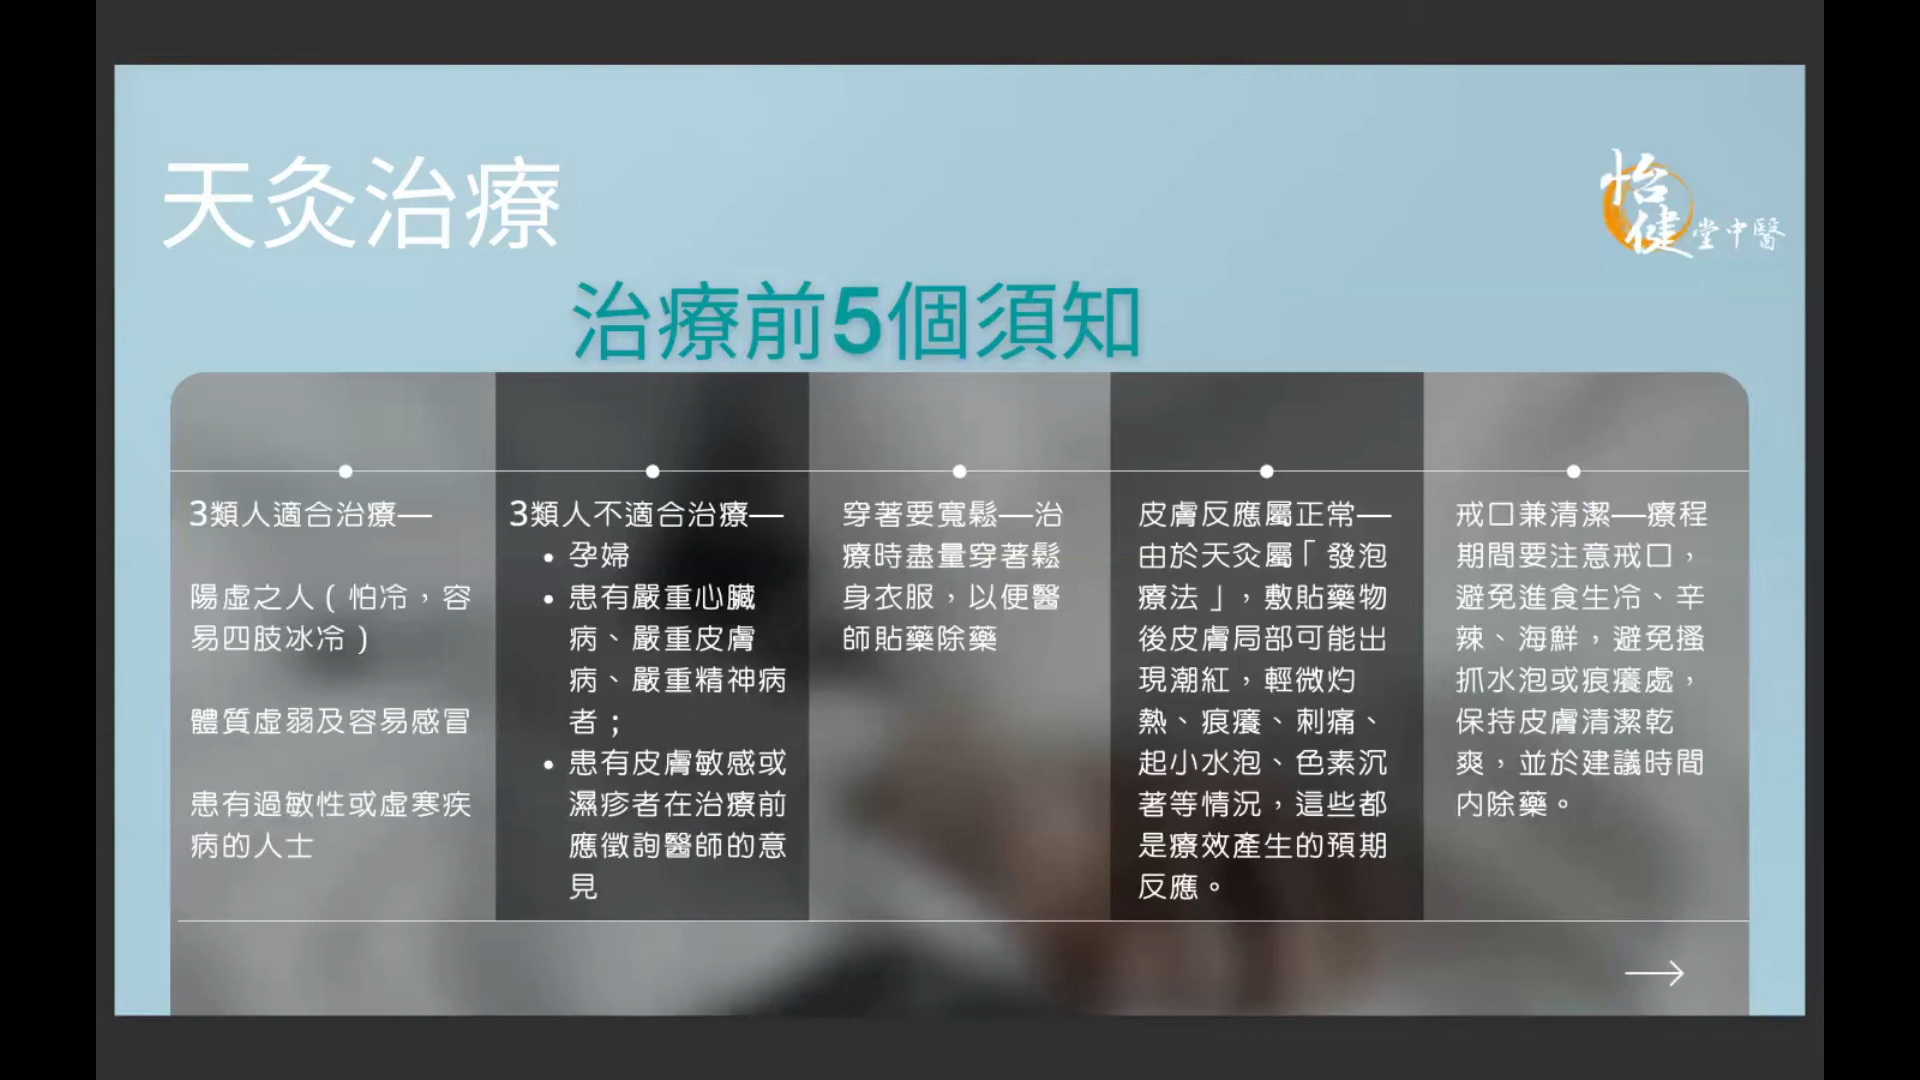 天灸治療
怡健堂中醫
治療前5個須知
3類人適合治療—
陽虛之人（怕冷，容
易四肢冰冷）
體質虛弱及容易感冒
患有過敏性或虛寒疾
病的人士
3類人不適合治療—
• 孕婦
• 患有嚴重心臟
病、嚴重皮膚
病、嚴重精神病
者；
• 患有皮膚敏感或
濕疹者在治療前
應徵詢醫師的意
見
穿著要寬鬆—治
療時盡量穿著鬆
身衣服，以便醫
師貼藥除藥
皮膚反應屬正常—
由於天灸屬「發泡
療法」，敷貼藥物
後皮膚局部可能出
現潮紅，輕微灼
熱、痕癢、刺痛、
起小水泡、色素沉
著等情況，這些都
是療效產生的預期
反應。
戒口兼清潔—療程
期間要注意戒口，
避免進食生冷、辛
辣、海鮮，避免搔
抓水泡或痕癢處，
保持皮膚清潔乾
爽，並於建議時間
内除藥。